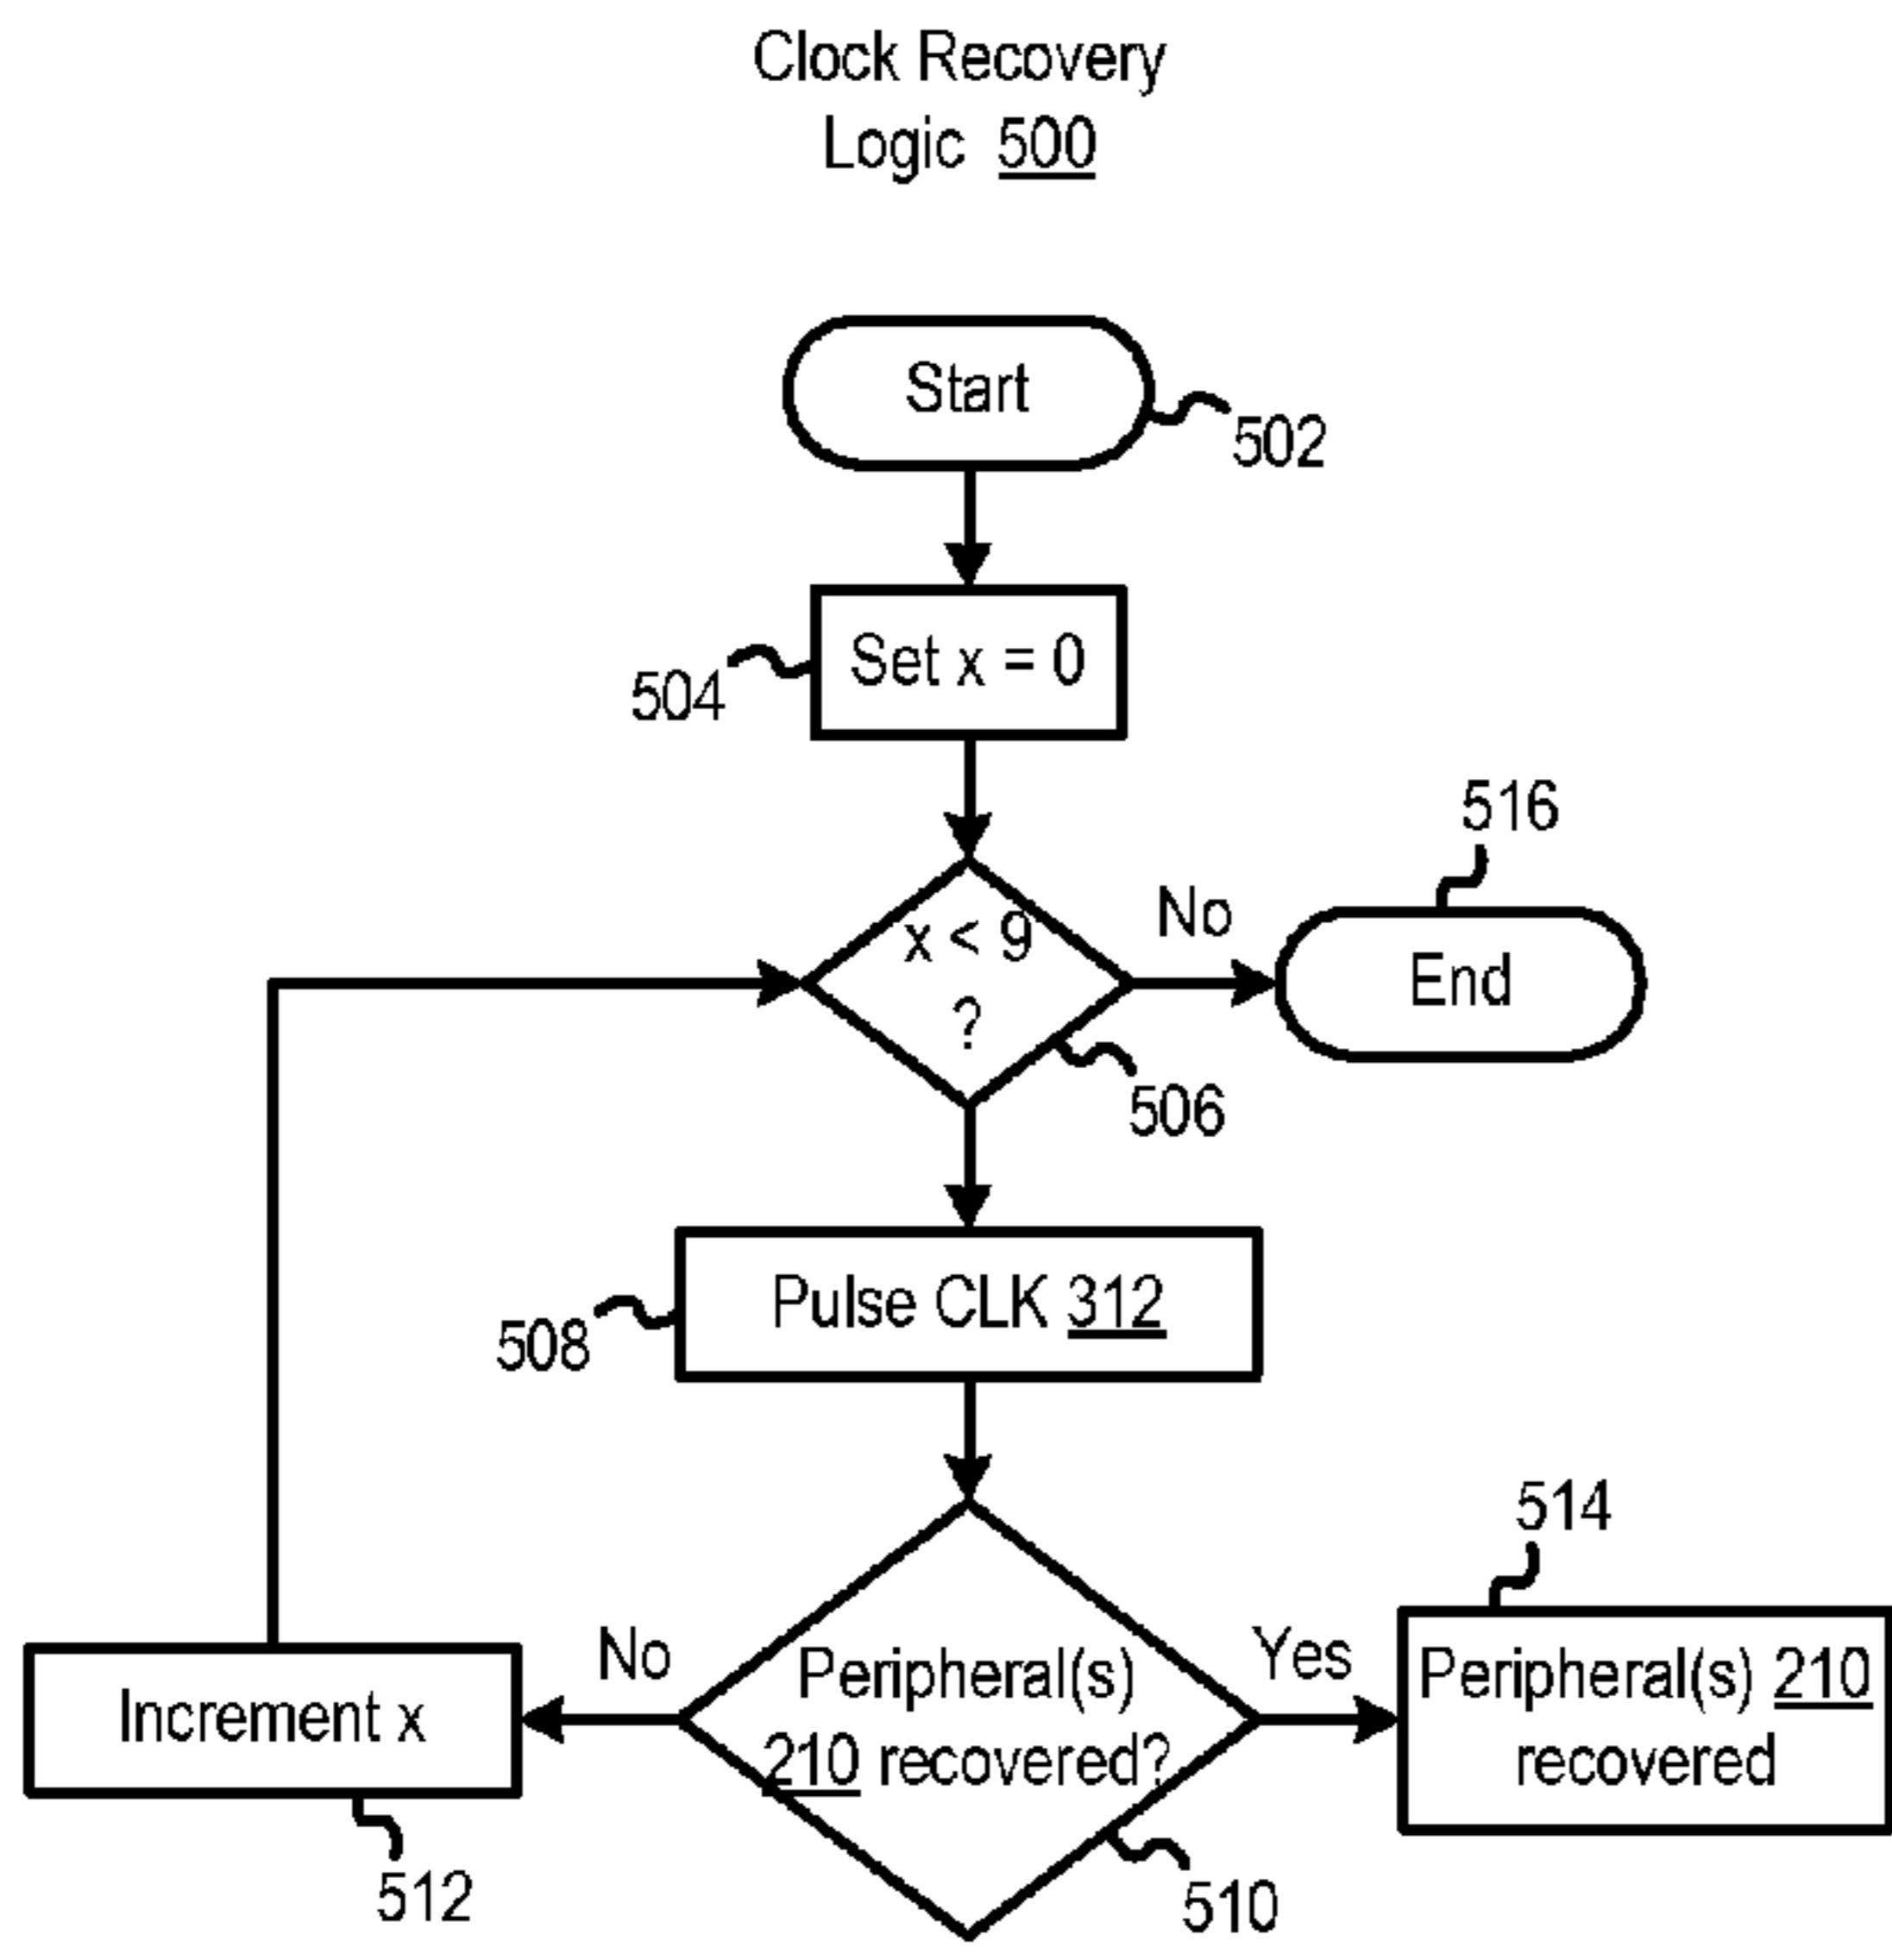 Clock Recovery
Logic 500
Start
502
Set x = 0
504
516
x < 9
?
No
End
506
Pulse CLK 312
508
514
No
Peripheral(s)
210 recovered?
Yes
Peripheral(s) 210
recovered
Increment x
512
510